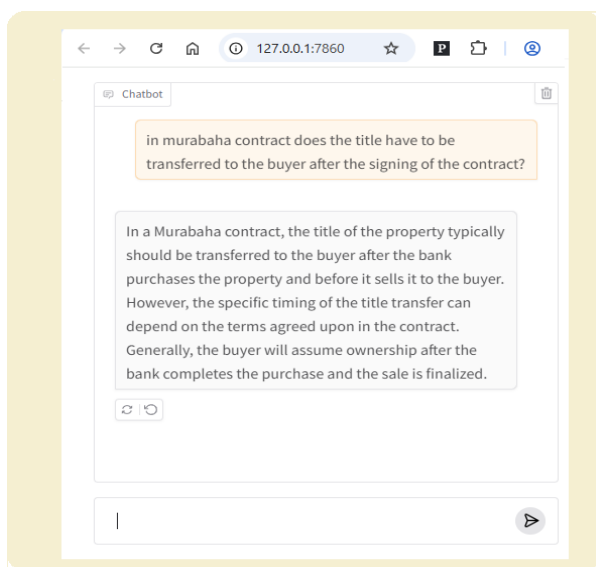 127.0.0.1:7860
P
Chatbot
in murabaha contract does the title have to be
transferred to the buyer after the signing of the contract?
In a Murabaha contract, the title of the property typically
should be transferred to the buyer after the bank
purchases the property and before it sells it to the buyer.
However, the specific timing of the title transfer can
depend on the terms agreed upon in the contract.
Generally, the buyer will assume ownership after the
bank completes the purchase and the sale is finalized.